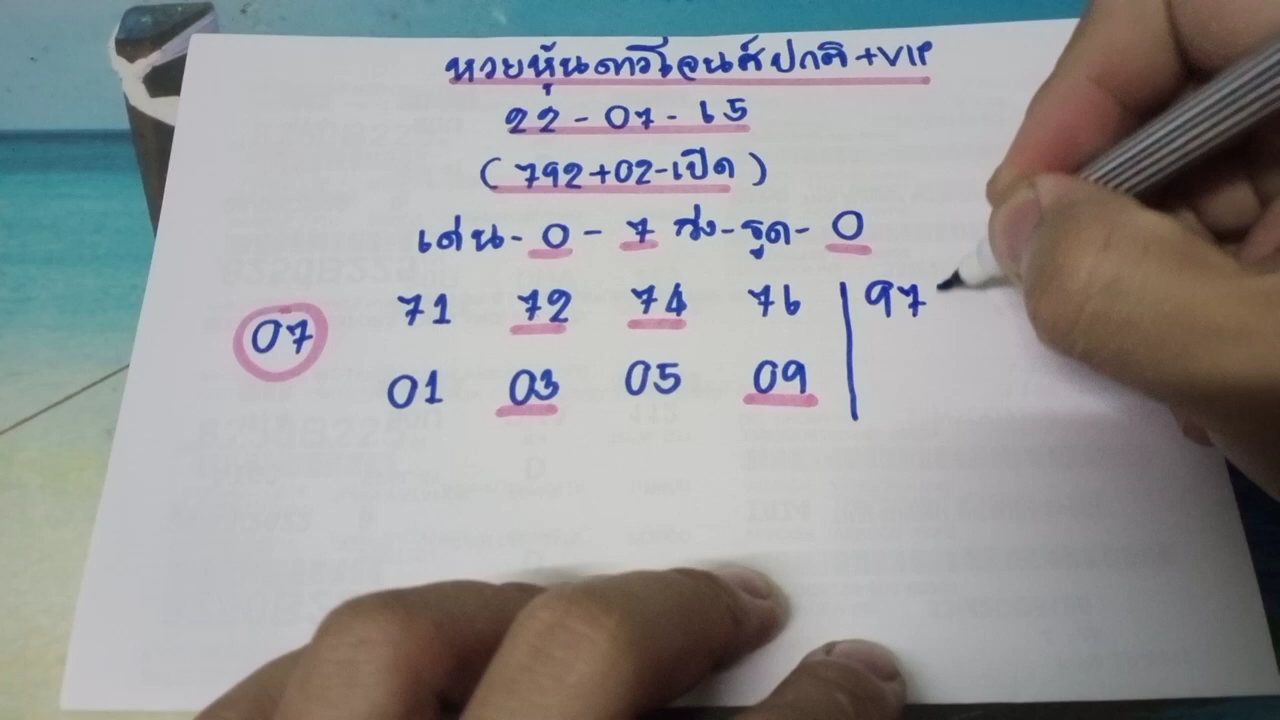 หวยหุ้นดาวโจนส์ปกติ+VIP
22-07-65
(792+02-เปิด)
เด่น-0-7 วิ่ง-รูด-0
07
71 72 74 76 97
01 03 05 09